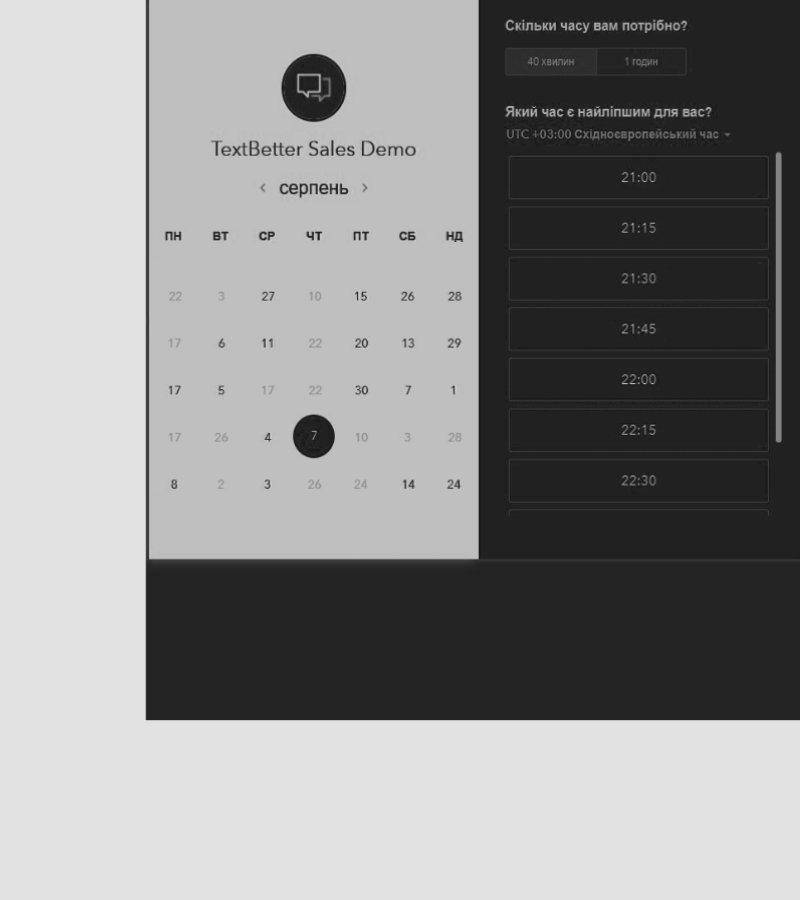 TextBetter Sales Demo
‹ серпень ›
ПН ВТ СР ЧТ ПТ СБ НД
22 3 27 10 15 26 28
17 6 11 22 20 13 29
17 5 17 22 30 7 1
17 26 4 7 10 3 28
8 2 3 26 24 14 24
Скільки часу вам потрібно?
40 хвилин 1 годин
Який час є найліпшим для вас?
UTC +03:00 Східноєвропейський час
21:00
21:15
21:30
21:45
22:00
22:15
22:30